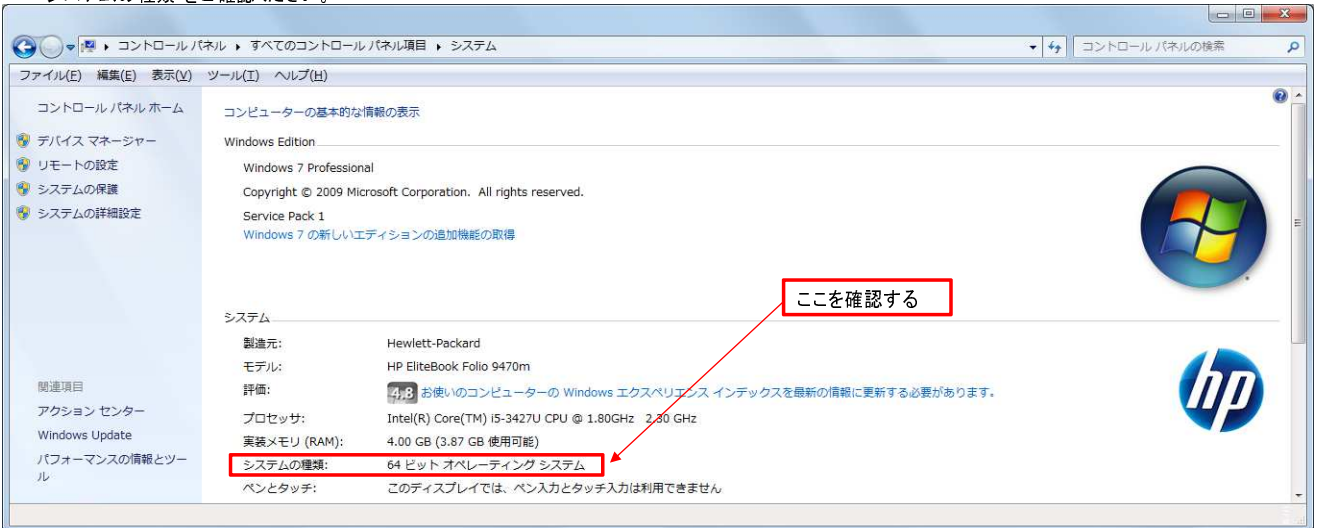 システムの種類 をご確認ください。
コントロール パネル ▸ すべてのコントロール パネル項目 ▸ システム
コントロール パネルの検索
ファイル(F) 編集(E) 表示(V) ツール(T) ヘルプ(H)
コントロール パネル ホーム
デバイス マネージャー
リモートの設定
システムの保護
システムの詳細設定
コンピューターの基本的な情報の表示
Windows Edition
Windows 7 Professional
Copyright © 2009 Microsoft Corporation. All rights reserved.
Service Pack 1
Windows 7 の新しいエディションの追加機能の取得
ここを確認する
システム
製造元: Hewlett-Packard
モデル: HP EliteBook Folio 9470m
評価: 4.8 お使いのコンピューターの Windows エクスペリエンス インデックスを最新の情報に更新する必要があります。
プロセッサ: Intel(R) Core(TM) i5-3427U CPU @ 1.80GHz 2.30 GHz
実装メモリ (RAM): 4.00 GB (3.87 GB 使用可能)
システムの種類: 64 ビット オペレーティング システム
ペンとタッチ: このディスプレイでは、ペン入力とタッチ入力は利用できません
hp
関連項目
アクション センター
Windows Update
パフォーマンスの情報とツー
ル